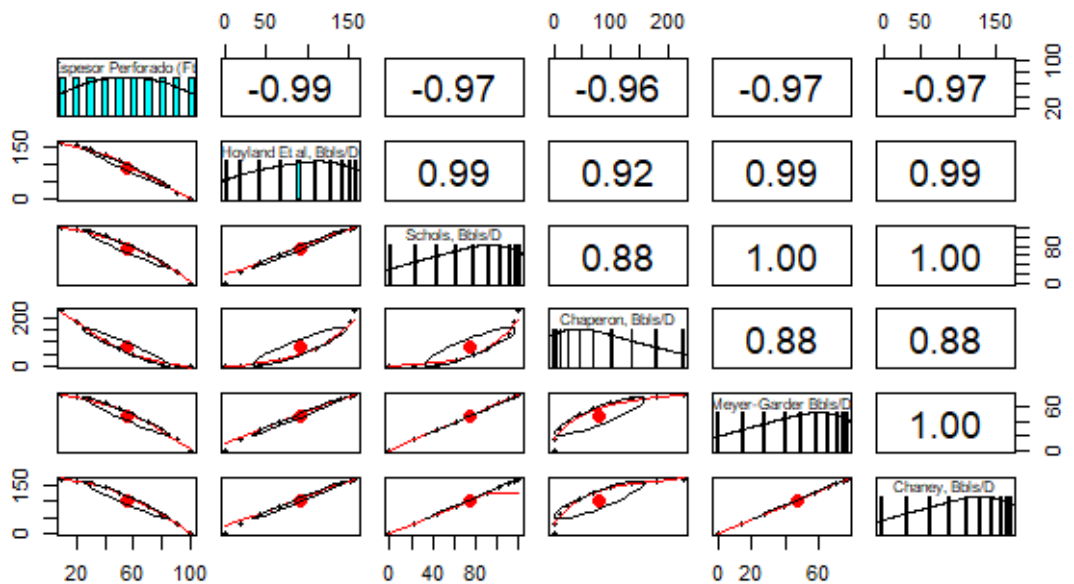 0 50 150
0 100 200
0 50 150
spesor Perforado (Ft
-0.99
-0.97
-0.96
-0.97
-0.97
20 100
0 150
Hoyland Et al, Bbls/D
0.99
0.92
0.99
0.99
Schols, Bbls/D
0.88
1.00
1.00
0 80
0 200
Chaperon, Bbls/D
0.88
0.88
Meyer-Garder Bbls/D
1.00
0 60
0 150
Chaney, Bbls/D
20 60 100
0 40 80
0 20 60